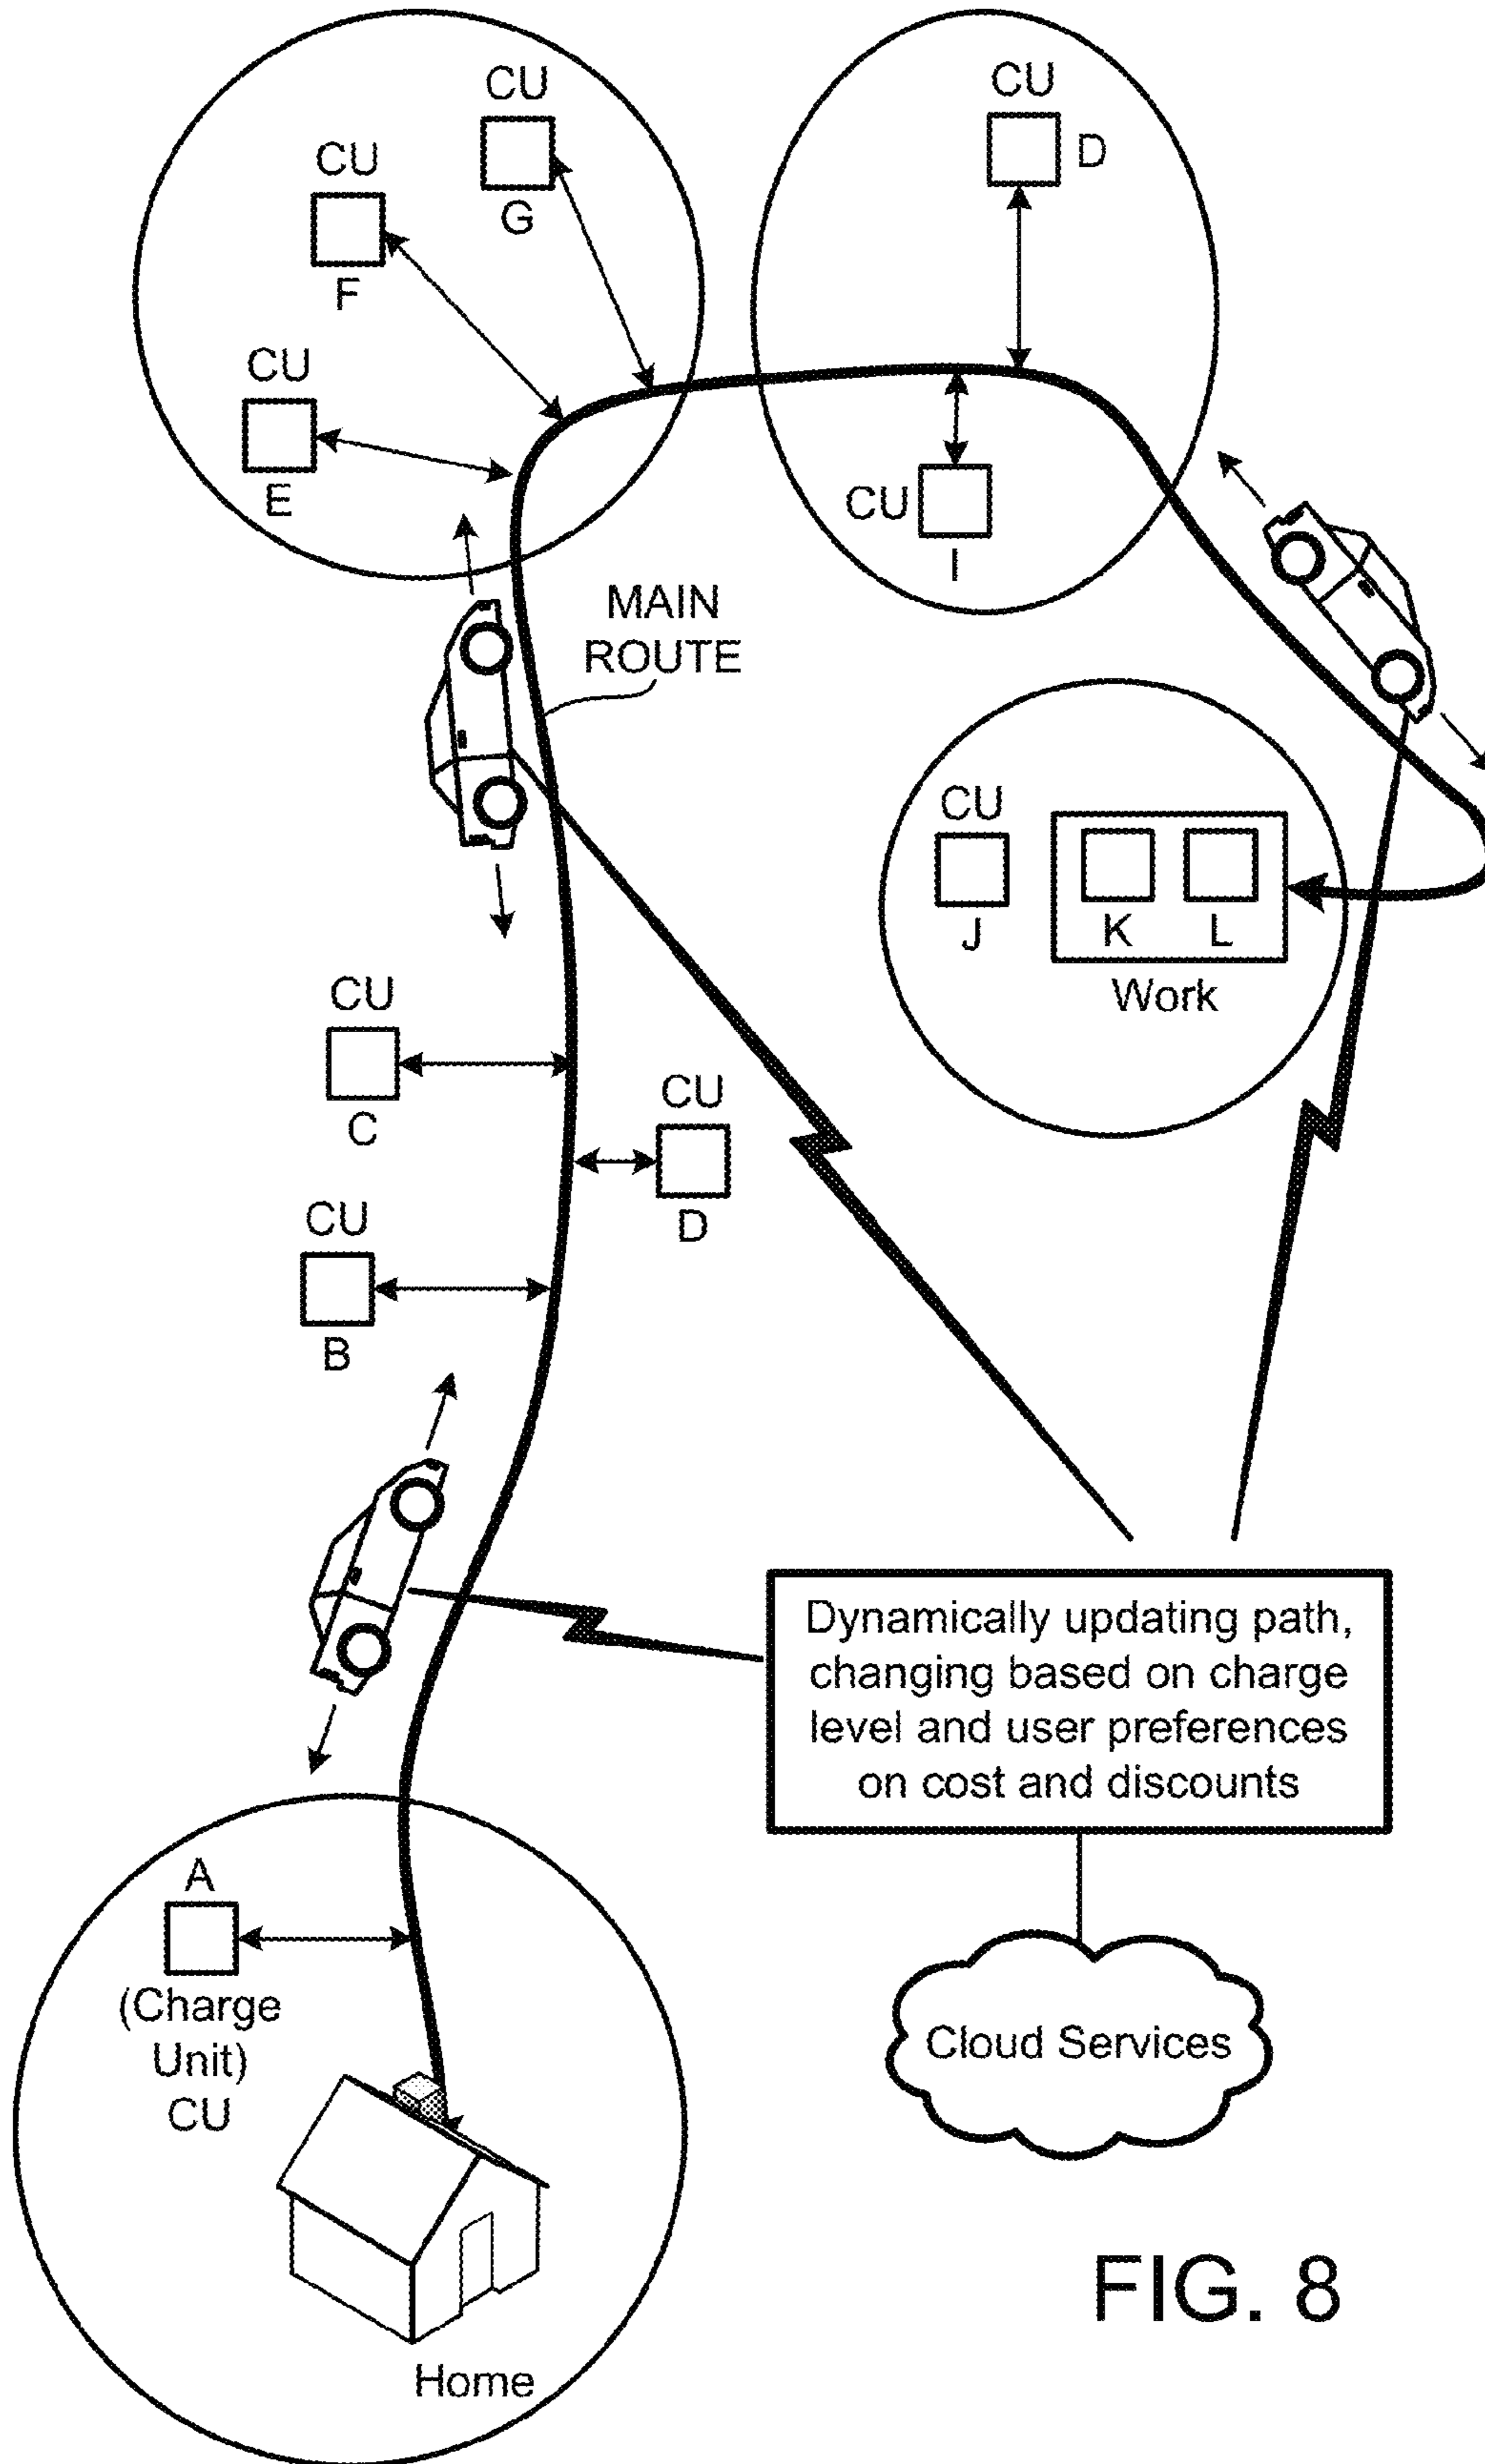 CU
G
CU
F
CU
E
CU
D
CU
I
MAIN
ROUTE
CU
J
K
L
Work
CU
C
CU
D
CU
B
Dynamically updating path,
changing based on charge
level and user preferences
on cost and discounts
A
(Charge
Unit)
CU
Cloud Services
Home
FIG. 8